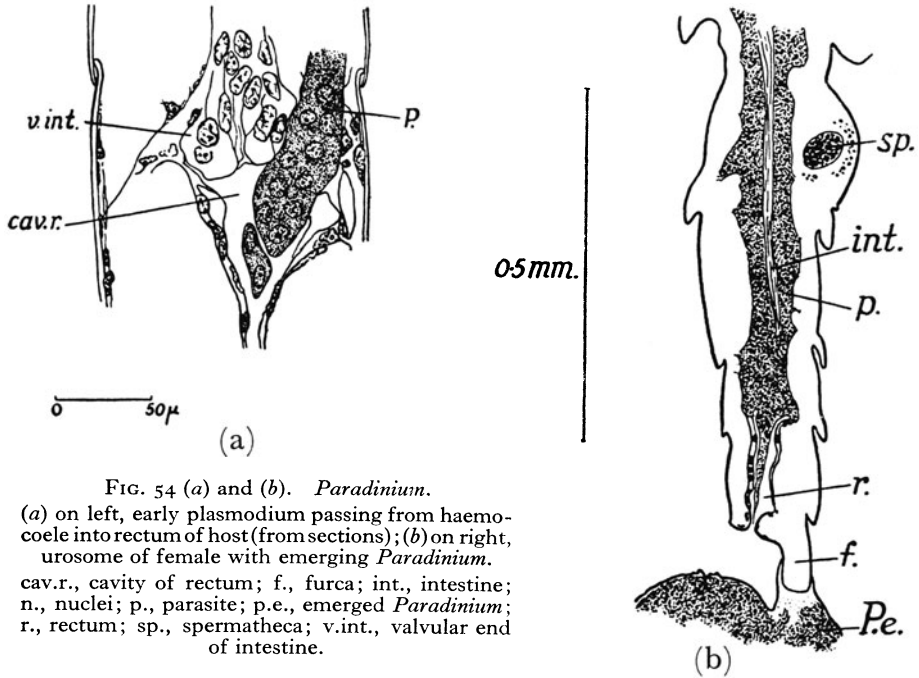 v.int.
p.
cav.r.
0
50μ
(a)
0·5mm.
sp.
int.
p.
r.
f.
P.e.
(b)
FIG. 54 (a) and (b). Paradinium.
(a) on left, early plasmodium passing from haemo-
coele into rectum of host (from sections); (b) on right,
urosome of female with emerging Paradinium.
cav.r., cavity of rectum; f., furca; int., intestine;
n., nuclei; p., parasite; p.e., emerged Paradinium;
r., rectum; sp., spermatheca; v.int., valvular end
of intestine.